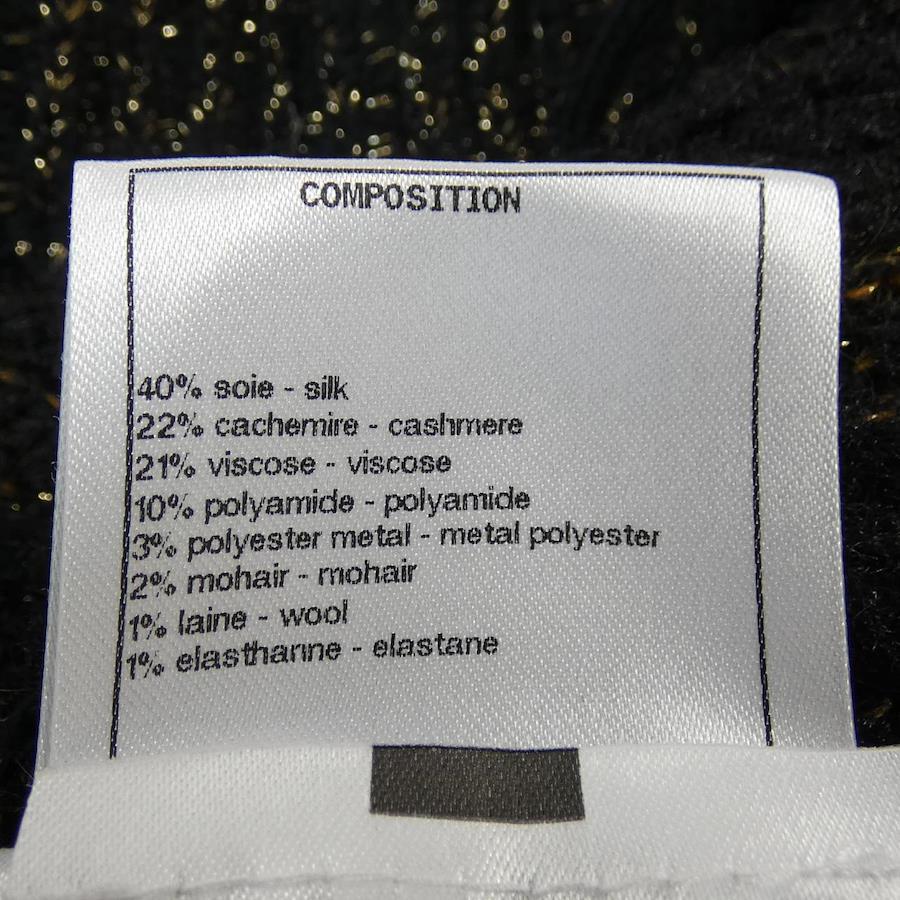 COMPOSITION
40% soie - silk
22% cachemire - cashmere
21% viscose - viscose
10% polyamide - polyamide
3% polyester metal - metal polyester
2% mohair - mohair
1% laine - wool
1% elasthanne - elastane